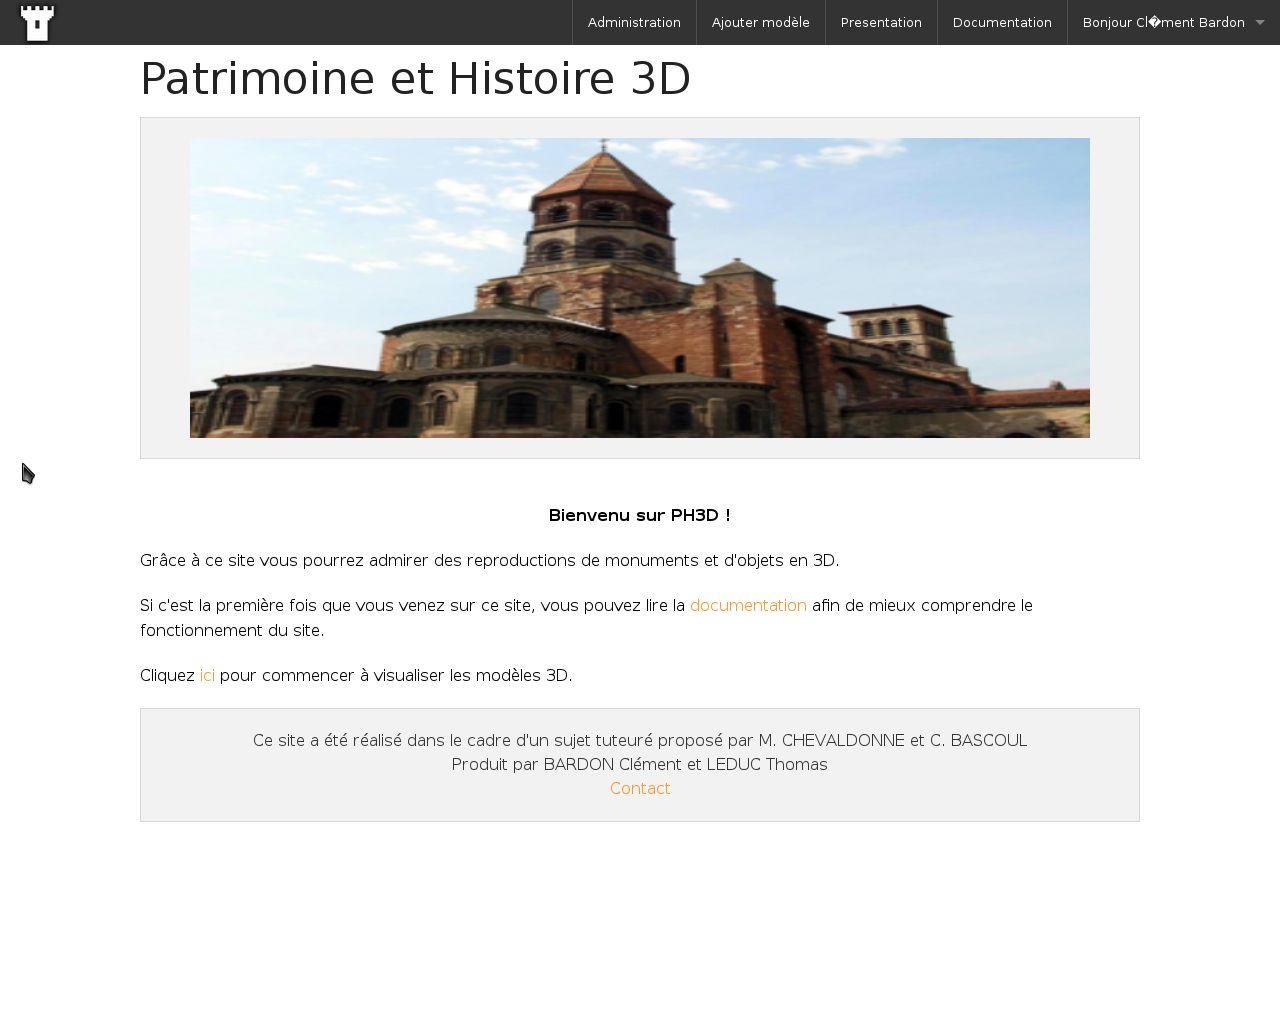 Administration
Ajouter modèle
Presentation
Documentation
Bonjour Cl�ment Bardon
Patrimoine et Histoire 3D
Bienvenu sur PH3D !
Grâce à ce site vous pourrez admirer des reproductions de monuments et d'objets en 3D.
Si c'est la première fois que vous venez sur ce site, vous pouvez lire la documentation afin de mieux comprendre le
fonctionnement du site.
Cliquez ici pour commencer à visualiser les modèles 3D.
Ce site a été réalisé dans le cadre d'un sujet tuteuré proposé par M. CHEVALDONNE et C. BASCOUL
Produit par BARDON Clément et LEDUC Thomas
Contact